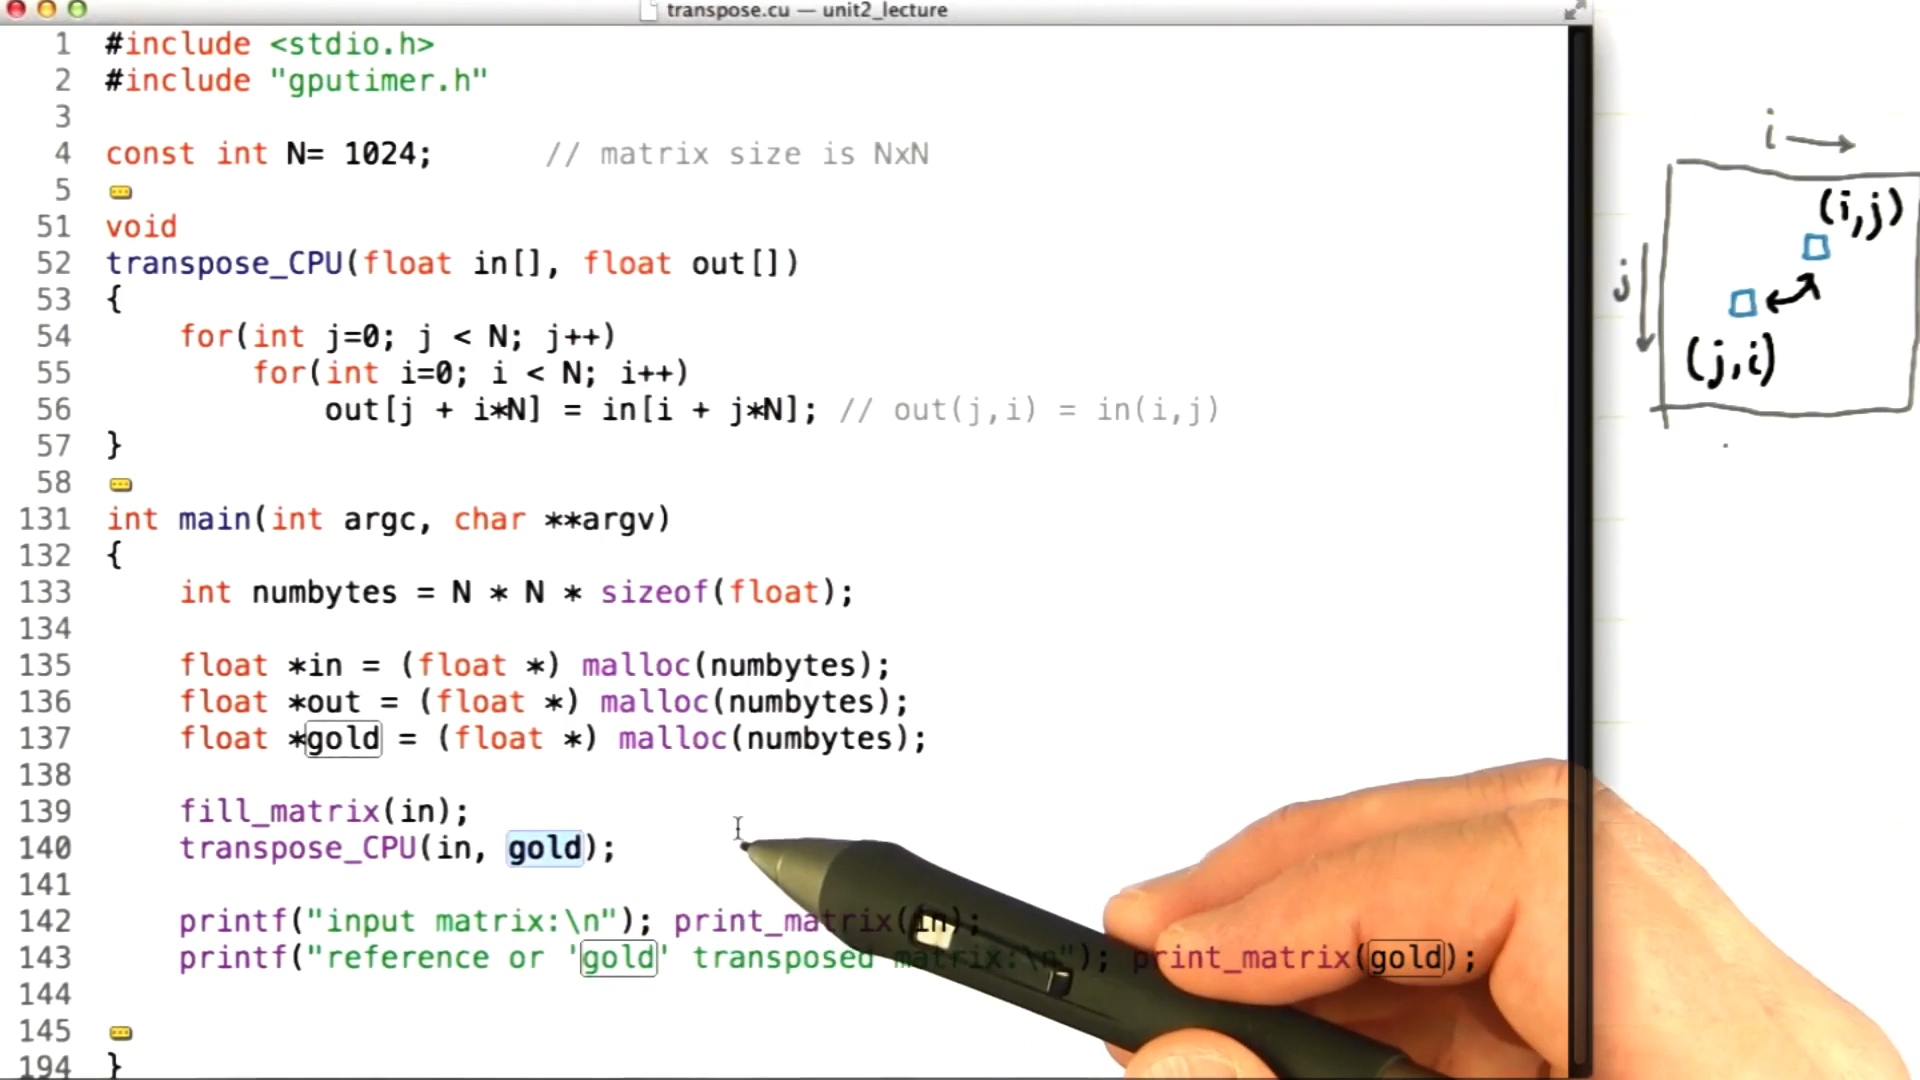 transpose.cu — unit2_lecture
1 #include <stdio.h>
2 #include "gputimer.h"
3
4 const int N= 1024; // matrix size is NxN
5
51 void
52 transpose_CPU(float in[], float out[])
53 {
54 for(int j=0; j < N; j++)
55 for(int i=0; i < N; i++)
56 out[j + i*N] = in[i + j*N]; // out(j,i) = in(i,j)
57 }
58
131 int main(int argc, char **argv)
132 {
133 int numbytes = N * N * sizeof(float);
134
135 float *in = (float *) malloc(numbytes);
136 float *out = (float *) malloc(numbytes);
137 float *gold = (float *) malloc(numbytes);
138
139 fill_matrix(in);
140 transpose_CPU(in, gold);
141
142 printf("input matrix:\n"); print_matrix(in);
143 printf("reference or 'gold' transposed matrix:\n"); print_matrix(gold);
144
145
194 }
i
(i,j)
j
(j,i)